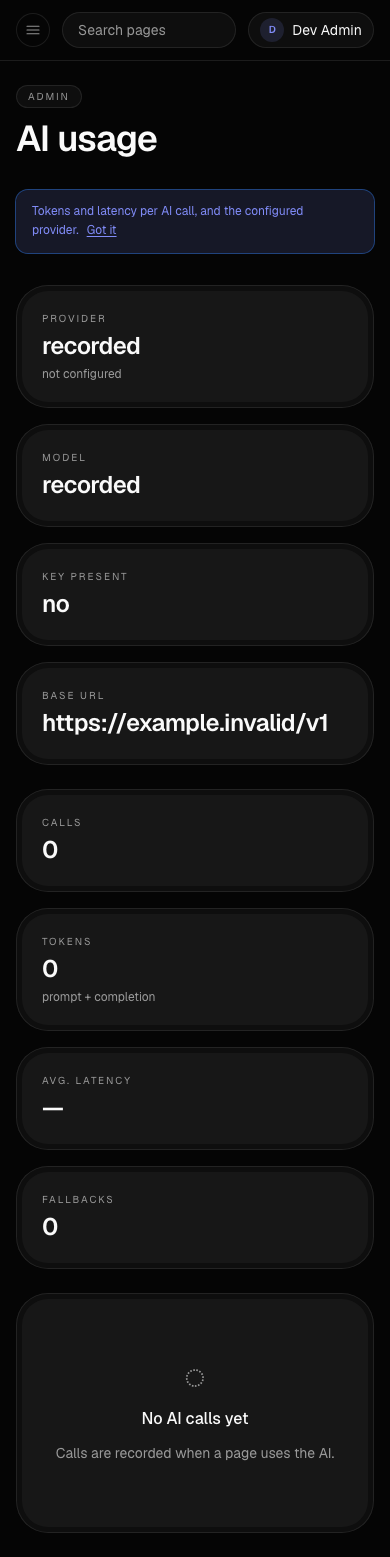 Search pages
D
Dev Admin
ADMIN
AI usage
Tokens and latency per AI call, and the configured
provider. Got it
PROVIDER
recorded
not configured
MODEL
recorded
KEY PRESENT
no
BASE URL
https://example.invalid/v1
CALLS
0
TOKENS
0
prompt + completion
AVG. LATENCY
—
FALLBACKS
0
No AI calls yet
Calls are recorded when a page uses the AI.